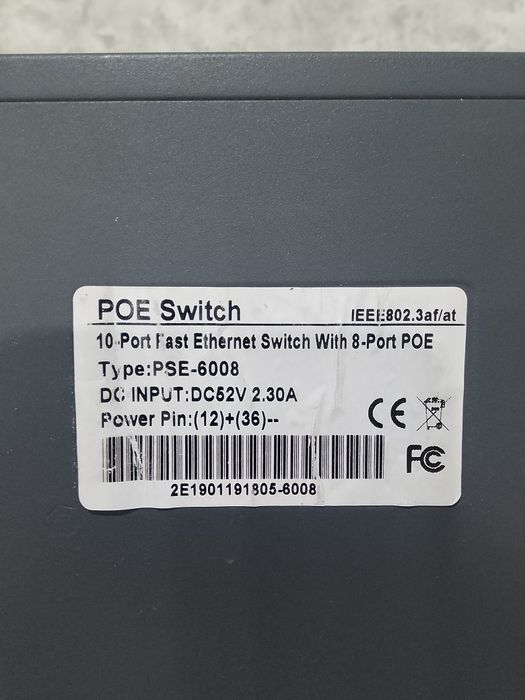 POE Switch
IEEE802.3af/at
10-Port Fast Ethernet Switch With 8-Port POE
Type:PSE-6008
DC INPUT:DC52V 2.30A
Power Pin:(12)+(36)--
CE
FC
2E1901191805-6008